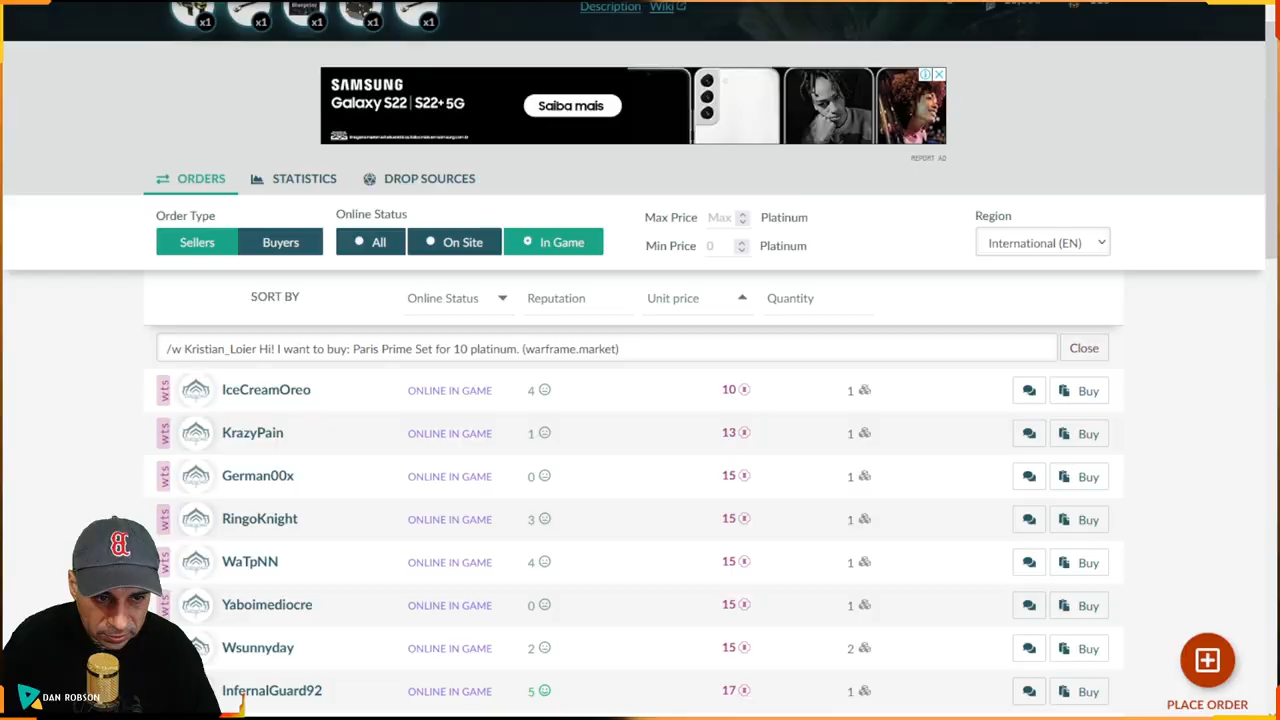 x1 x1 x1 x1 x1
Description Wiki
SAMSUNG
Galaxy S22 | S22+ 5G
Saiba mais
REPORT AD
ORDERS STATISTICS DROP SOURCES
Order Type Online Status Max Price Max Platinum Region
Sellers Buyers All On Site In Game Min Price 0 Platinum International (EN)
SORT BY Online Status Reputation Unit price Quantity
/w Kristian_Loier Hi! I want to buy: Paris Prime Set for 10 platinum. (warframe.market) Close
wts IceCreamOreo ONLINE IN GAME 4 10 1 Buy
wts KrazyPain ONLINE IN GAME 1 13 1 Buy
wts German00x ONLINE IN GAME 0 15 1 Buy
wts RingoKnight ONLINE IN GAME 3 15 1 Buy
wts WaTpNN ONLINE IN GAME 4 15 1 Buy
wts Yaboimediocre ONLINE IN GAME 0 15 1 Buy
Wsunnyday ONLINE IN GAME 2 15 2 Buy
InfernalGuard92 ONLINE IN GAME 5 17 1 Buy
B
DAN ROBSON
PLACE ORDER